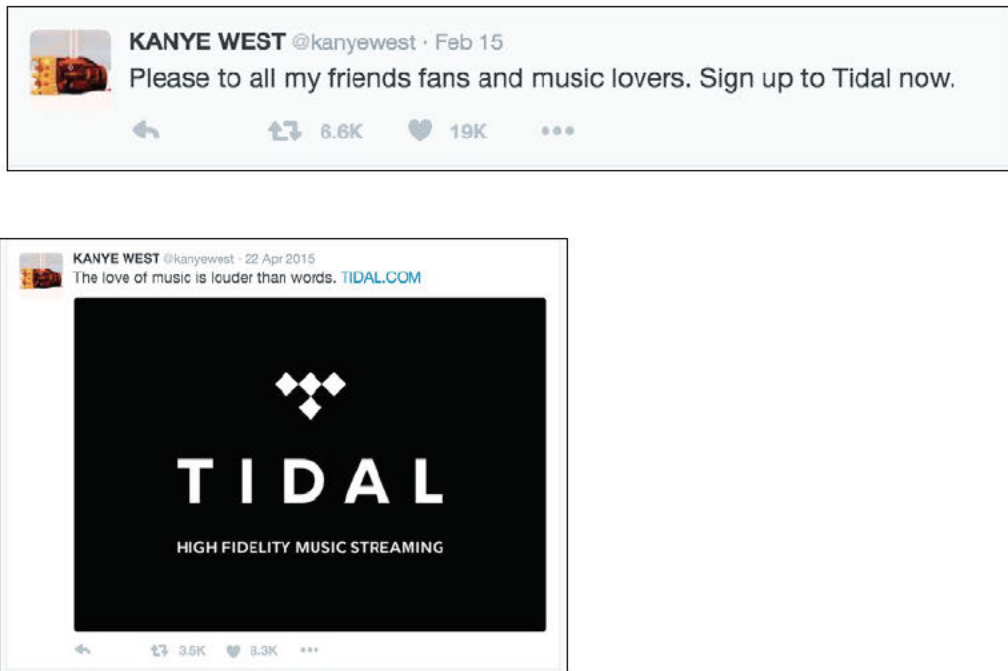 KANYE WEST @kanyewest · Feb 15
Please to all my friends fans and music lovers. Sign up to Tidal now.
6.6K 19K
KANYE WEST @kanyewest · 22 Apr 2015
The love of music is louder than words. TIDAL.COM
TIDAL
HIGH FIDELITY MUSIC STREAMING
3.5K 8.3K